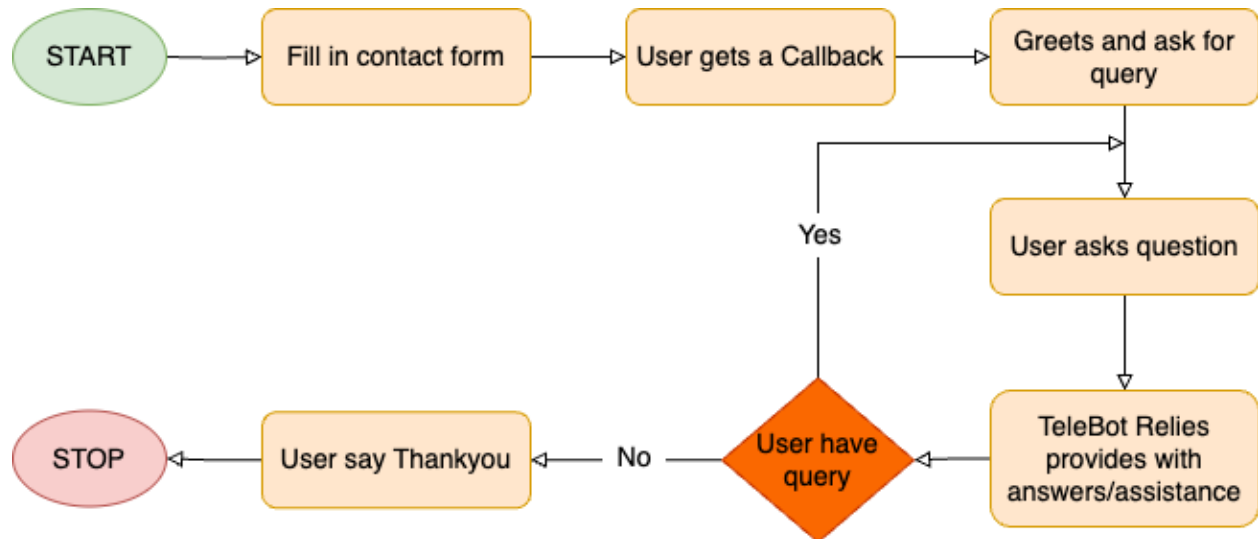 START
Fill in contact form
User gets a Callback
Greets and ask for
query
Yes
User asks question
TeleBot Relies
provides with
answers/assistance
User have
query
No
User say Thankyou
STOP